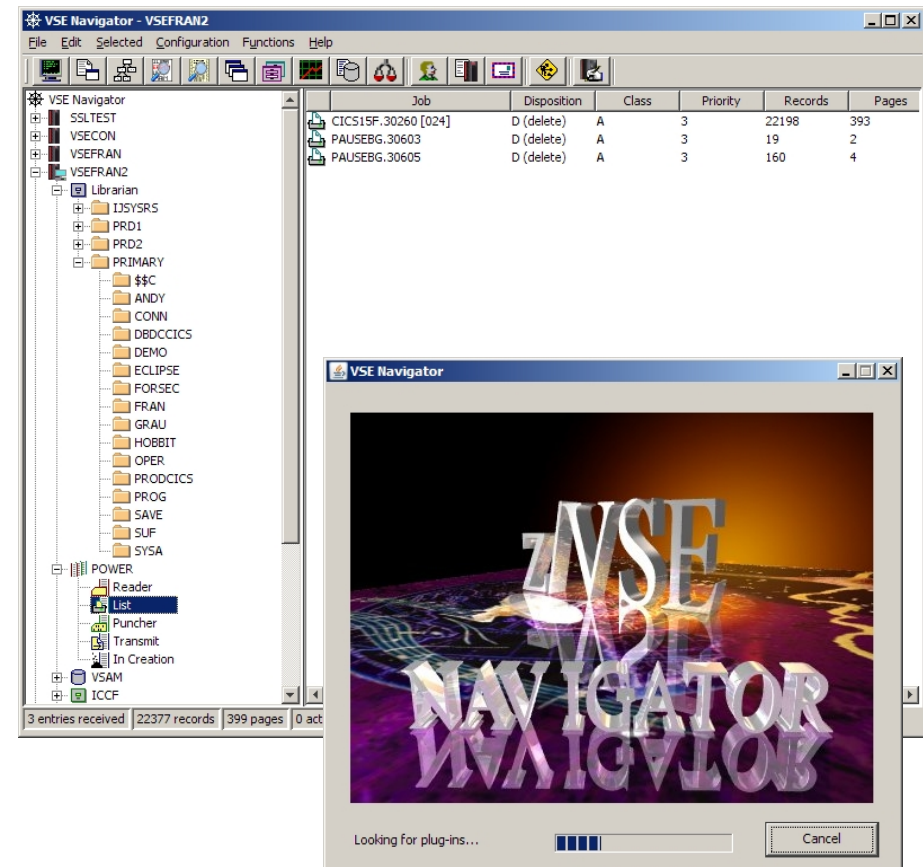 VSE Navigator - VSEFRAN2
File Edit Selected Configuration Functions Help
VSE Navigator
SSLTEST
VSECON
VSEFRAN
VSEFRAN2
Librarian
IJSYSRS
PRD1
PRD2
PRIMARY
$$C
ANDY
CONN
DBDCCICS
DEMO
ECLIPSE
FORSEC
FRAN
GRAU
HOBBIT
OPER
PRODCICS
PROG
SAVE
SUF
SYSA
POWER
Reader
List
Puncher
Transmit
In Creation
VSAM
ICCF
Job Disposition Class Priority Records Pages
CICS15F.30260 [024] D (delete) A 3 22198 393
PAUSEBG.30603 D (delete) A 3 19 2
PAUSEBG.30605 D (delete) A 3 160 4
3 entries received 22377 records 399 pages 0 act
VSE Navigator
z/VSE
NAVIGATOR
Looking for plug-ins...
Cancel